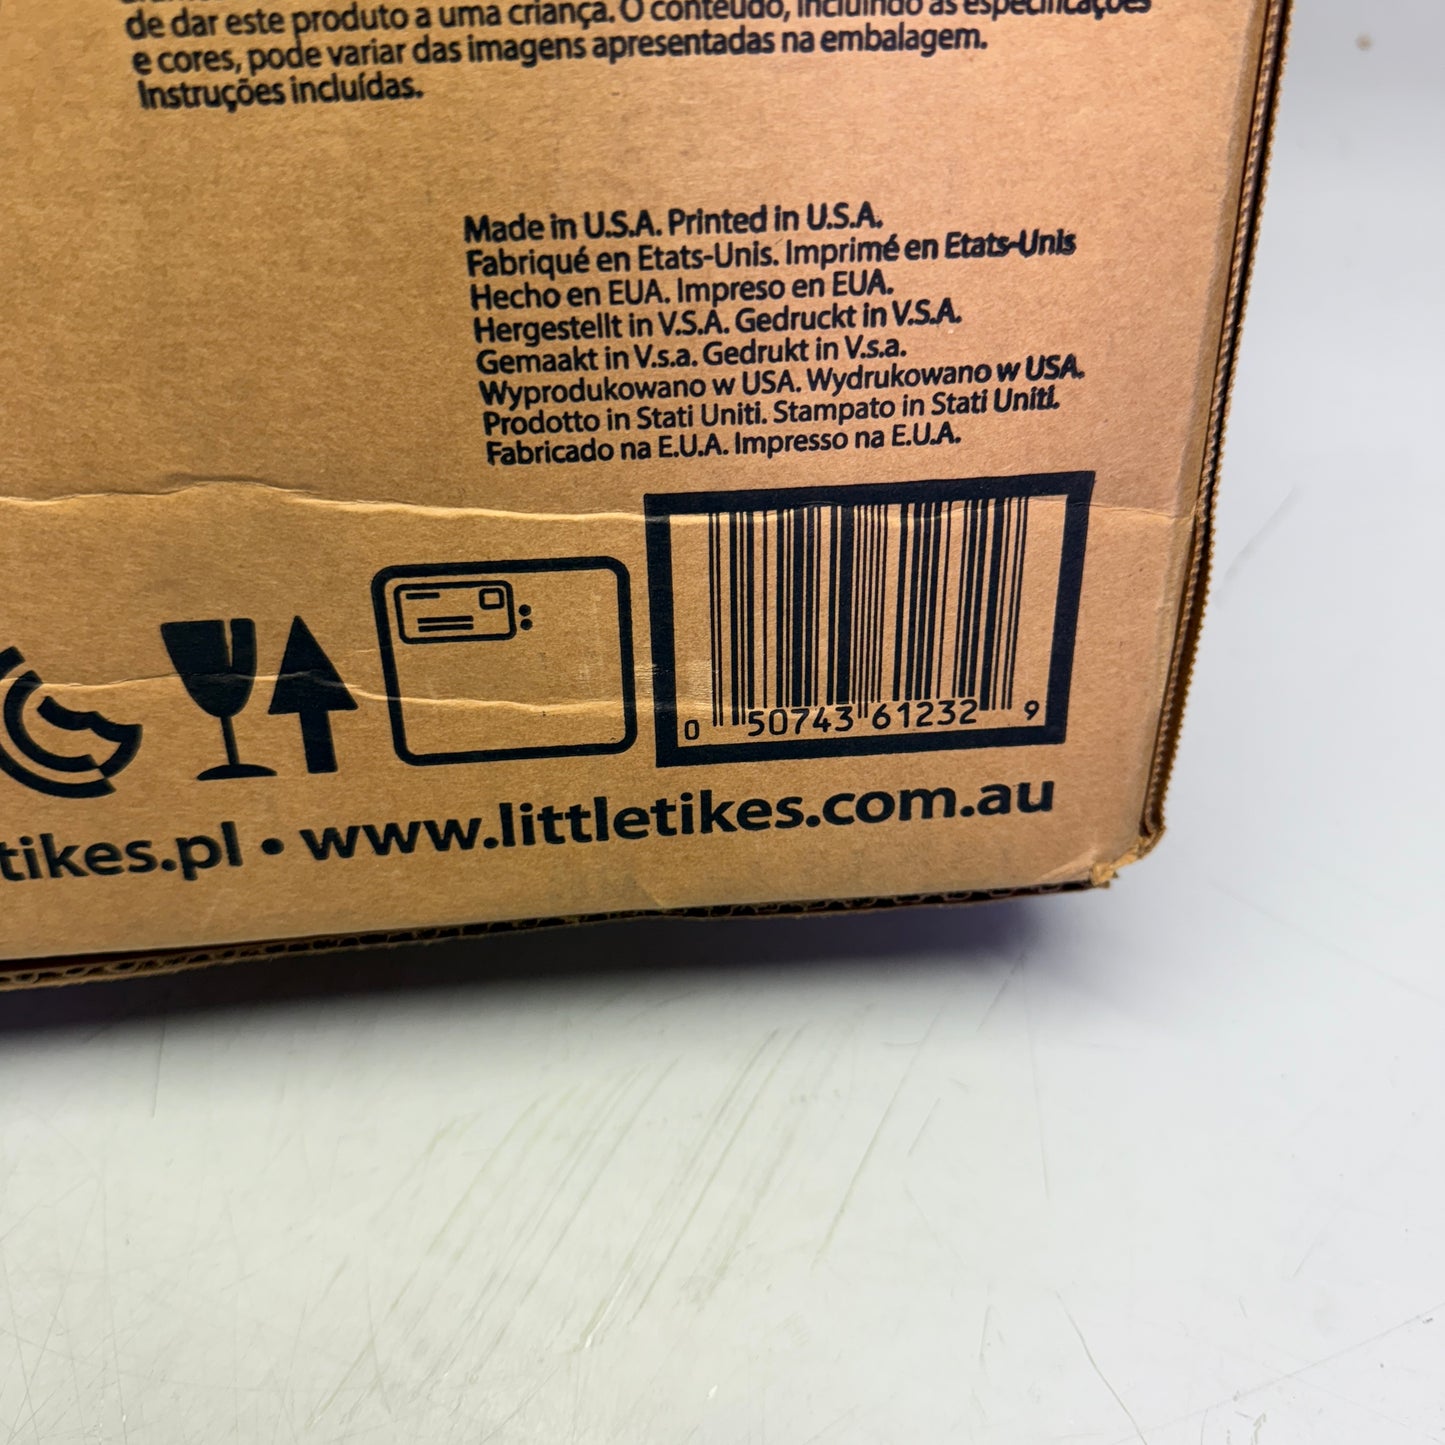 de dar este produto a uma criança. O conteúdo, incluindo as especificações
e cores, pode variar das imagens apresentadas na embalagem.
Instruções incluídas.
Made in U.S.A. Printed in U.S.A.
Fabriqué en Etats-Unis. Imprimé en Etats-Unis
Hecho en EUA. Impreso en EUA.
Hergestellt in V.S.A. Gedruckt in V.S.A.
Gemaakt in V.s.a. Gedrukt in V.s.a.
Wyprodukowano w USA. Wydrukowano w USA.
Prodotto in Stati Uniti. Stampato in Stati Uniti.
Fabricado na E.U.A. Impresso na E.U.A.
0 50743 61232 9
tikes.pl • www.littletikes.com.au